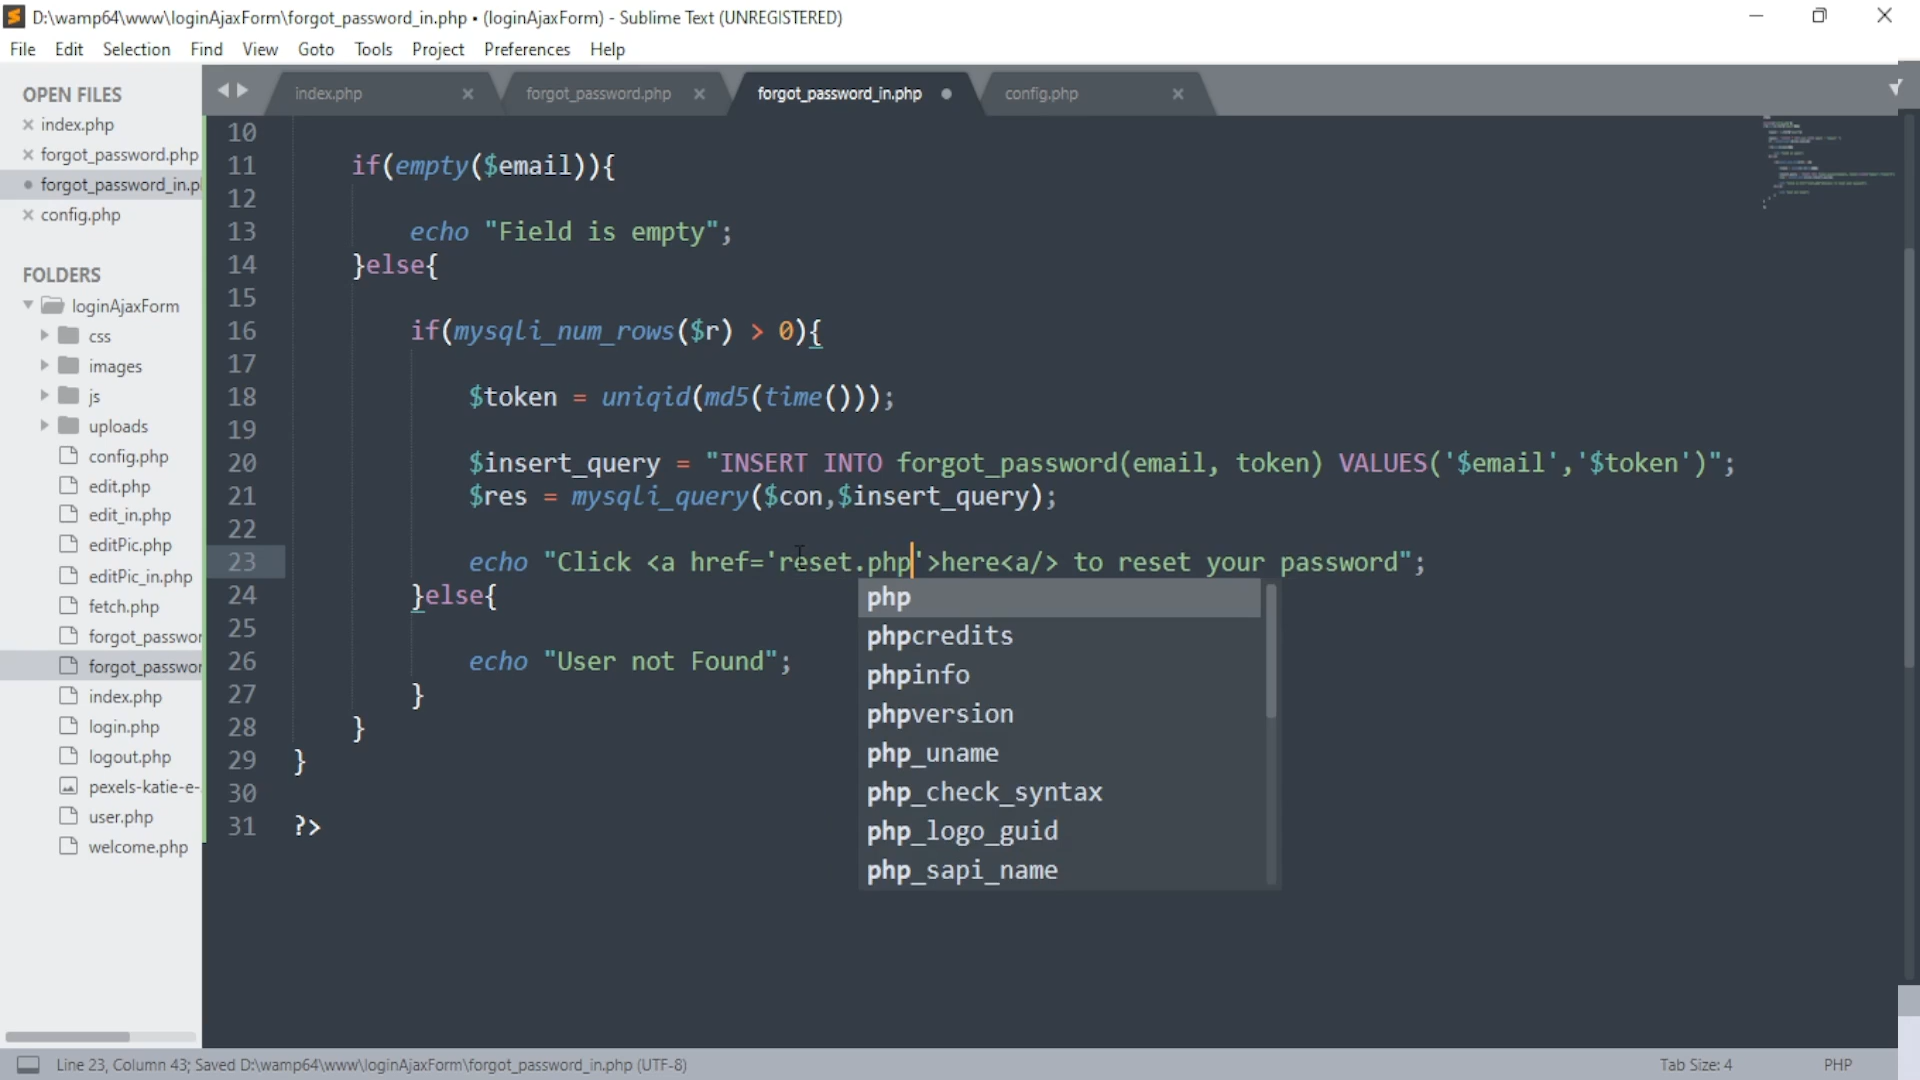 D:\wamp64\www\loginAjaxForm\forgot_password_in.php • (loginAjaxForm) - Sublime Text (UNREGISTERED)
File Edit Selection Find View Goto Tools Project Preferences Help
OPEN FILES
index.php
forgot_password.php
forgot_password_in.p
config.php
FOLDERS
loginAjaxForm
css
images
js
uploads
config.php
edit.php
edit_in.php
editPic.php
editPic_in.php
fetch.php
forgot_passwor
forgot_passwor
index.php
login.php
logout.php
pexels-katie-e-
user.php
welcome.php
index.php forgot_password.php forgot_password_in.php config.php
10
11 if(empty($email)){
12
13 echo "Field is empty";
14 }else{
15
16 if(mysqli_num_rows($r) > 0){
17
18 $token = uniqid(md5(time()));
19
20 $insert_query = "INSERT INTO forgot_password(email, token) VALUES('$email','$token')";
21 $res = mysqli_query($con,$insert_query);
22
23 echo "Click <a href='reset.php'>here<a/> to reset your password";
24 }else{
25
26 echo "User not Found";
27 }
28 }
29 }
30
31 ?>
php
phpcredits
phpinfo
phpversion
php_uname
php_check_syntax
php_logo_guid
php_sapi_name
Line 23, Column 43; Saved D:\wamp64\www\loginAjaxForm\forgot_password_in.php (UTF-8) Tab Size: 4 PHP